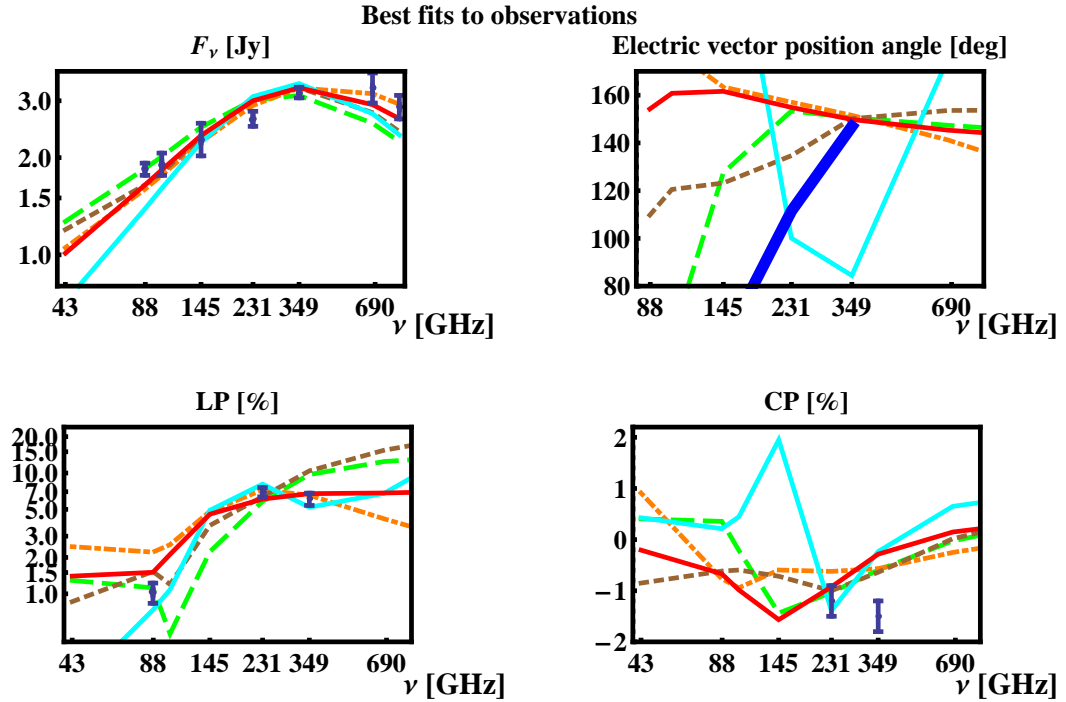 Best fits to observations
F_ν [Jy]
3.0
2.0
1.5
1.0
43 88 145 231 349 690
ν [GHz]
Electric vector position angle [deg]
160
140
120
100
80
88 145 231 349 690
ν [GHz]
LP [%]
20.0
15.0
10.0
7.0
5.0
3.0
2.0
1.5
1.0
43 88 145 231 349 690
ν [GHz]
CP [%]
2
1
0
−1
−2
43 88 145 231 349 690
ν [GHz]